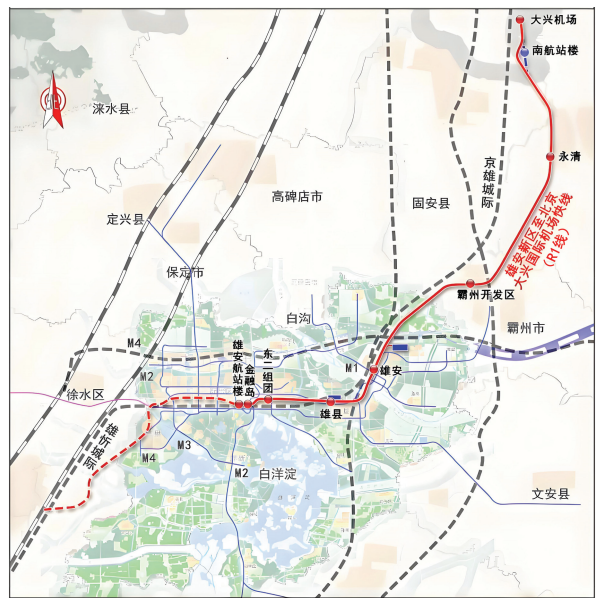 大兴机场
南航站楼
涞水县
永清
京雄城际
高碑店市
固安县
定兴县
雄安新区至北京
大兴国际机场快线
(R1线)
保定市
霸州开发区
白沟
霸州市
M4
雄安航站楼
金融岛
东二组团
M1
雄安
M2
徐水区
雄县
雄忻城际
M4
M3
M2
白洋淀
文安县